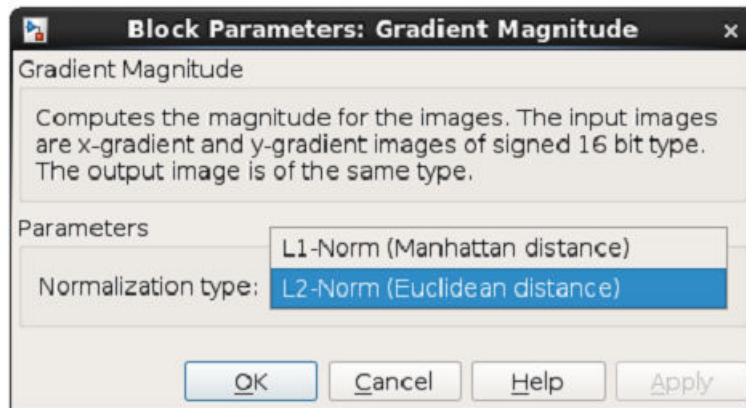 Block Parameters: Gradient Magnitude
Gradient Magnitude
Computes the magnitude for the images. The input images
are x-gradient and y-gradient images of signed 16 bit type.
The output image is of the same type.
Parameters
L1-Norm (Manhattan distance)
Normalization type: L2-Norm (Euclidean distance)
OK Cancel Help Apply